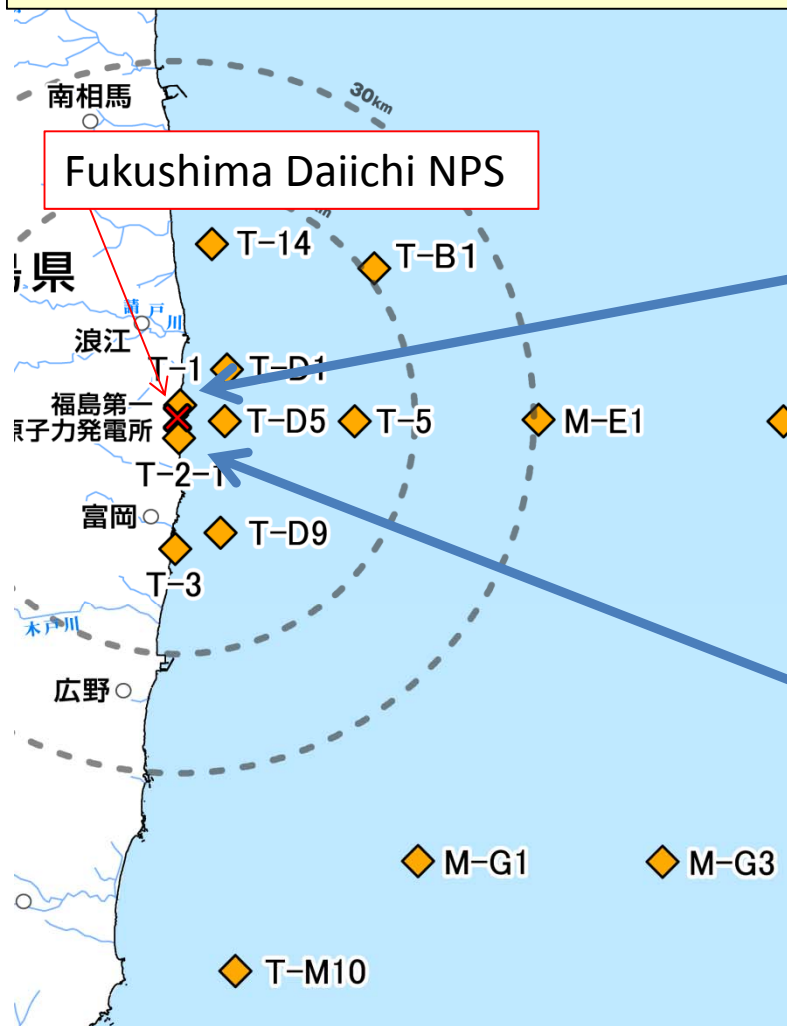 30km
南相馬
Fukushima Daiichi NPS
T-14
T-B1
県
請戸川
浪江
T-1
T-D1
福島第一
原子力発電所
T-D5
T-5
M-E1
T-2-1
富岡
T-D9
T-3
木戸川
広野
M-G1
M-G3
T-M10